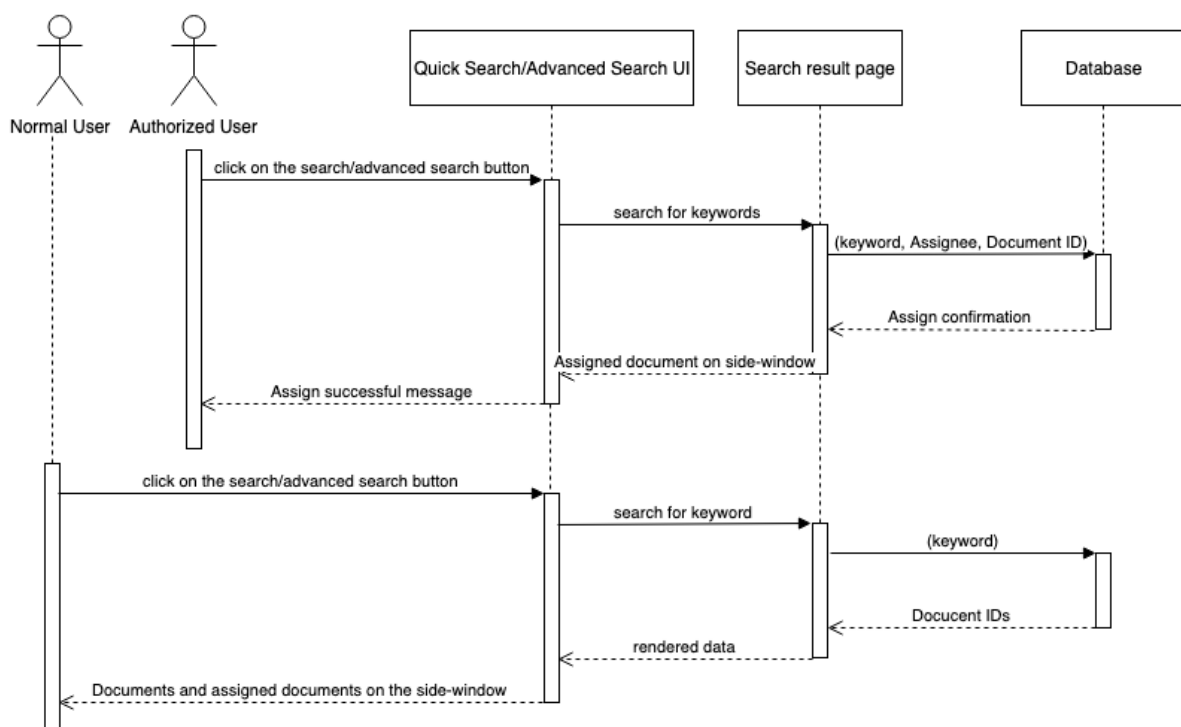 Quick Search/Advanced Search UI
Search result page
Database
Normal User
Authorized User
click on the search/advanced search button
search for keywords
(keyword, Assignee, Document ID)
Assign confirmation
Assigned document on side-window
Assign successful message
click on the search/advanced search button
search for keyword
(keyword)
Docucent IDs
rendered data
Documents and assigned documents on the side-window